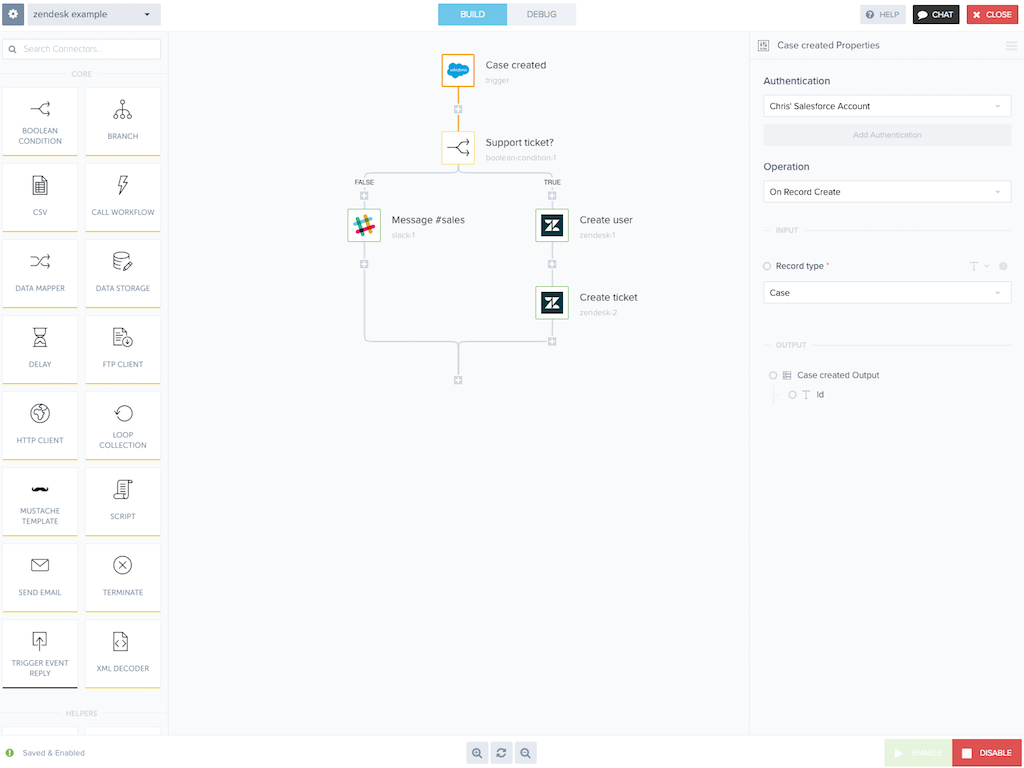 zendesk example
BUILD
DEBUG
HELP
CHAT
CLOSE
Search Connectors...
CORE
BOOLEAN
CONDITION
BRANCH
CSV
CALL WORKFLOW
DATA MAPPER
DATA STORAGE
DELAY
FTP CLIENT
HTTP CLIENT
LOOP
COLLECTION
MUSTACHE
TEMPLATE
SCRIPT
SEND EMAIL
TERMINATE
TRIGGER EVENT
REPLY
XML DECODER
HELPERS
Saved & Enabled
salesforce
Case created
trigger
Support ticket?
boolean-condition-1
FALSE
TRUE
Message #sales
slack-1
Create user
zendesk-1
Create ticket
zendesk-2
Case created Properties
Authentication
Chris' Salesforce Account
Add Authentication
Operation
On Record Create
INPUT
Record type *
Case
OUTPUT
Case created Output
Id
ENABLE
DISABLE